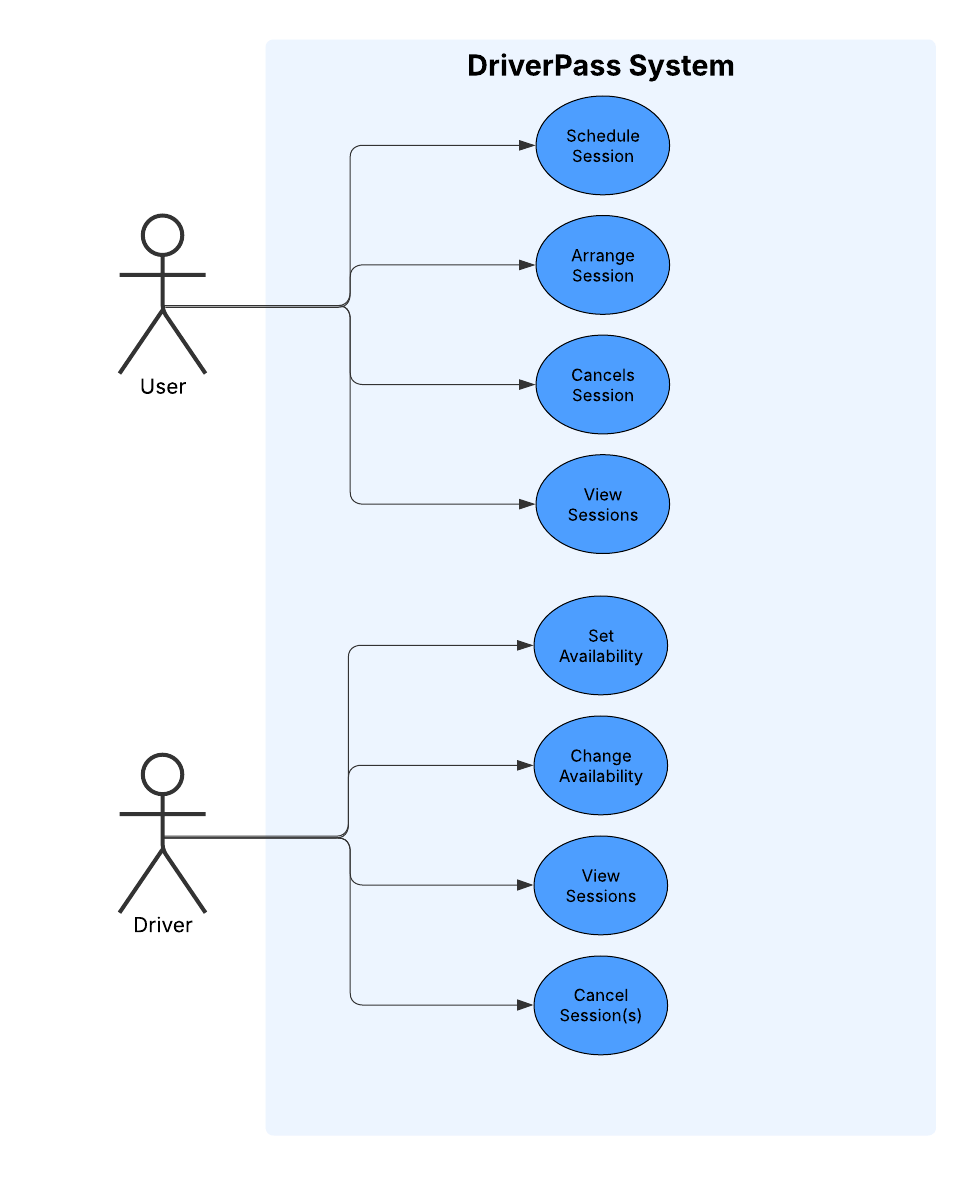 DriverPass System
Schedule
Session
Arrange
Session
User
Cancels
Session
View
Sessions
Set
Availability
Change
Availability
Driver
View
Sessions
Cancel
Session(s)